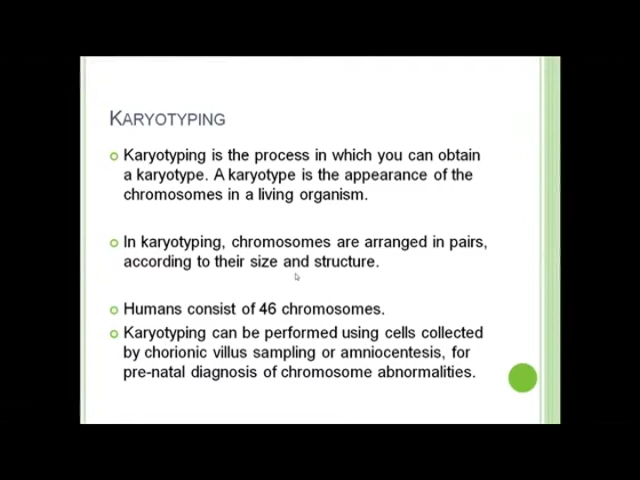 KARYOTYPING
Karyotyping is the process in which you can obtain
a karyotype. A karyotype is the appearance of the
chromosomes in a living organism.
In karyotyping, chromosomes are arranged in pairs,
according to their size and structure.
Humans consist of 46 chromosomes.
Karyotyping can be performed using cells collected
by chorionic villus sampling or amniocentesis, for
pre-natal diagnosis of chromosome abnormalities.